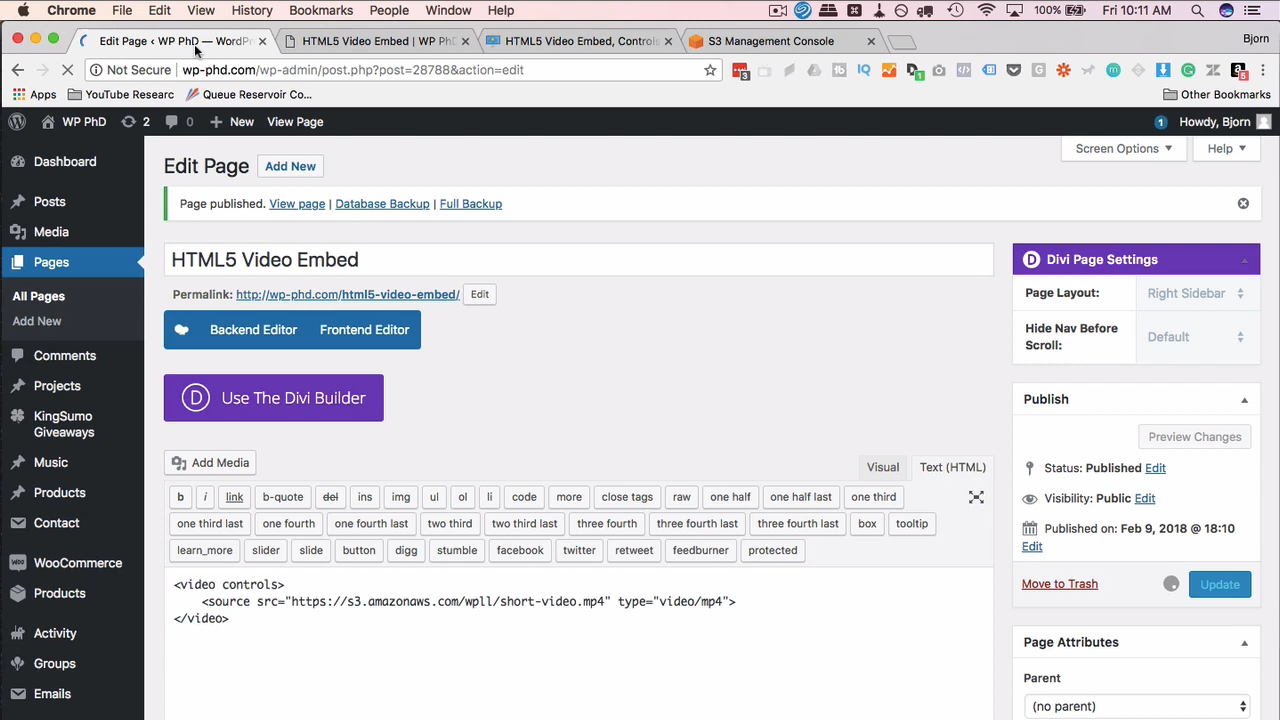 Chrome File Edit View History Bookmarks People Window Help 100% Fri 10:11 AM
Edit Page ‹ WP PhD — WordPr
HTML5 Video Embed | WP PhD
HTML5 Video Embed, Controls
S3 Management Console
Bjorn
Not Secure wp-phd.com/wp-admin/post.php?post=28788&action=edit
Apps YouTube Researc Queue Reservoir Co... Other Bookmarks
WP PhD 2 0 New View Page 1 Howdy, Bjorn
Dashboard
Posts
Media
Pages
All Pages
Add New
Comments
Projects
KingSumo
Giveaways
Music
Products
Contact
WooCommerce
Products
Activity
Groups
Emails
Screen Options Help
Edit Page Add New
Page published. View page | Database Backup | Full Backup
HTML5 Video Embed
Permalink: http://wp-phd.com/html5-video-embed/ Edit
Backend Editor Frontend Editor
Use The Divi Builder
Add Media
Visual Text (HTML)
b i link b-quote del ins img ul ol li code more close tags raw one half one half last one third
one third last one fourth one fourth last two third two third last three fourth three fourth last three fourth last box tooltip
learn_more slider slide button digg stumble facebook twitter retweet feedburner protected
<video controls>
<source src="https://s3.amazonaws.com/wpll/short-video.mp4" type="video/mp4">
</video>
Divi Page Settings
Page Layout: Right Sidebar
Hide Nav Before
Scroll:
Default
Publish
Preview Changes
Status: Published Edit
Visibility: Public Edit
Published on: Feb 9, 2018 @ 18:10
Edit
Move to Trash Update
Page Attributes
Parent
(no parent)